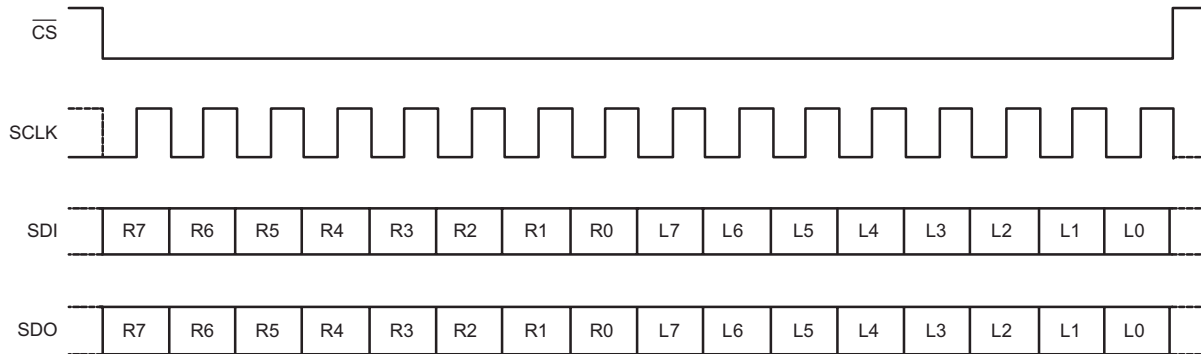 C̅S̅
SCLK
SDI R7 R6 R5 R4 R3 R2 R1 R0 L7 L6 L5 L4 L3 L2 L1 L0
SDO R7 R6 R5 R4 R3 R2 R1 R0 L7 L6 L5 L4 L3 L2 L1 L0